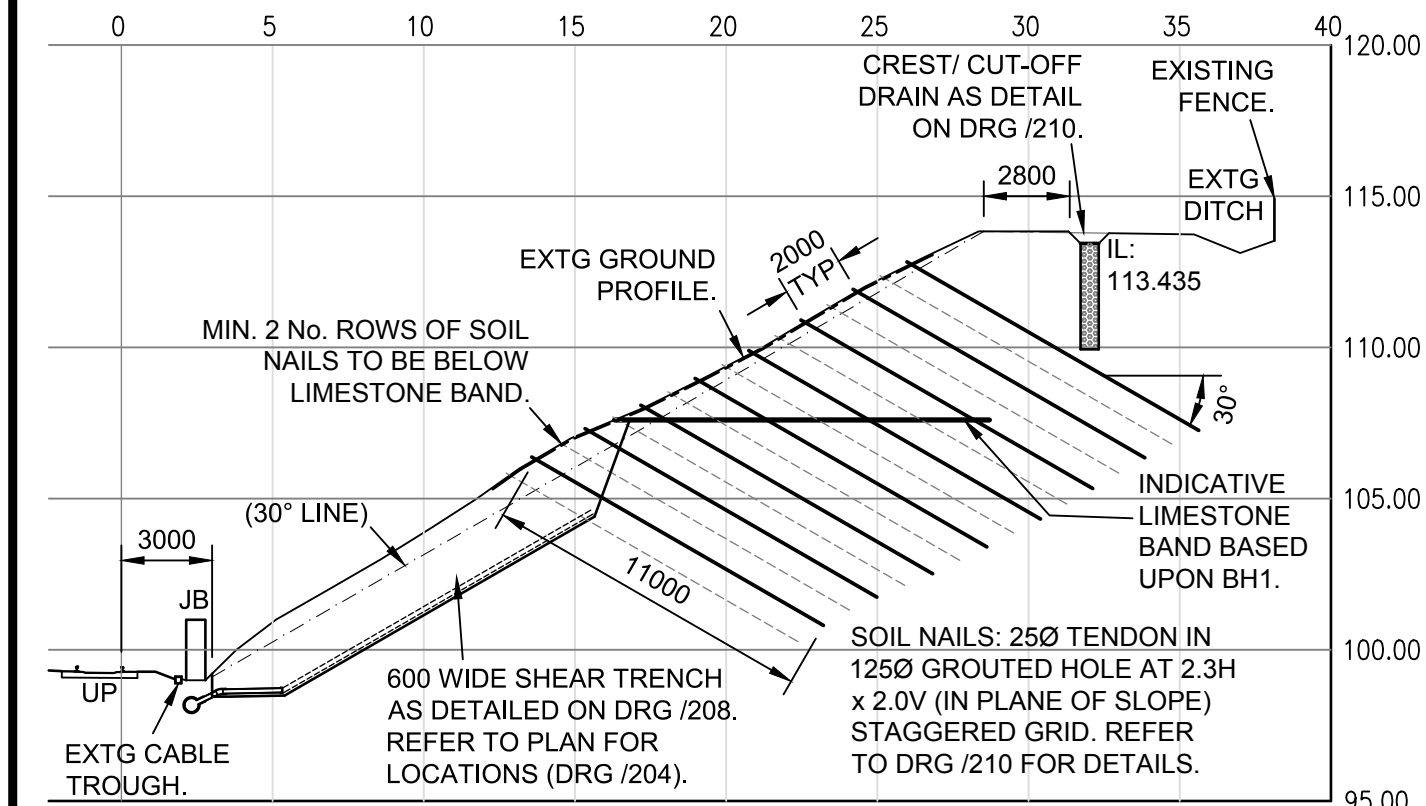 0 5 10 15 20 25 30 35 40
120.00
CREST/ CUT-OFF
DRAIN AS DETAIL
ON DRG /210.
EXISTING
FENCE.
115.00
2800
EXTG
DITCH
IL:
113.435
2000
TYP
EXTG GROUND
PROFILE.
MIN. 2 No. ROWS OF SOIL
NAILS TO BE BELOW
LIMESTONE BAND.
110.00
30°
INDICATIVE
LIMESTONE
BAND BASED
UPON BH1.
105.00
(30° LINE)
3000
JB
11000
UP
100.00
EXTG CABLE
TROUGH.
600 WIDE SHEAR TRENCH
AS DETAILED ON DRG /208.
REFER TO PLAN FOR
LOCATIONS (DRG /204).
SOIL NAILS: 25Ø TENDON IN
125Ø GROUTED HOLE AT 2.3H
x 2.0V (IN PLANE OF SLOPE)
STAGGERED GRID. REFER
TO DRG /210 FOR DETAILS.
95.00